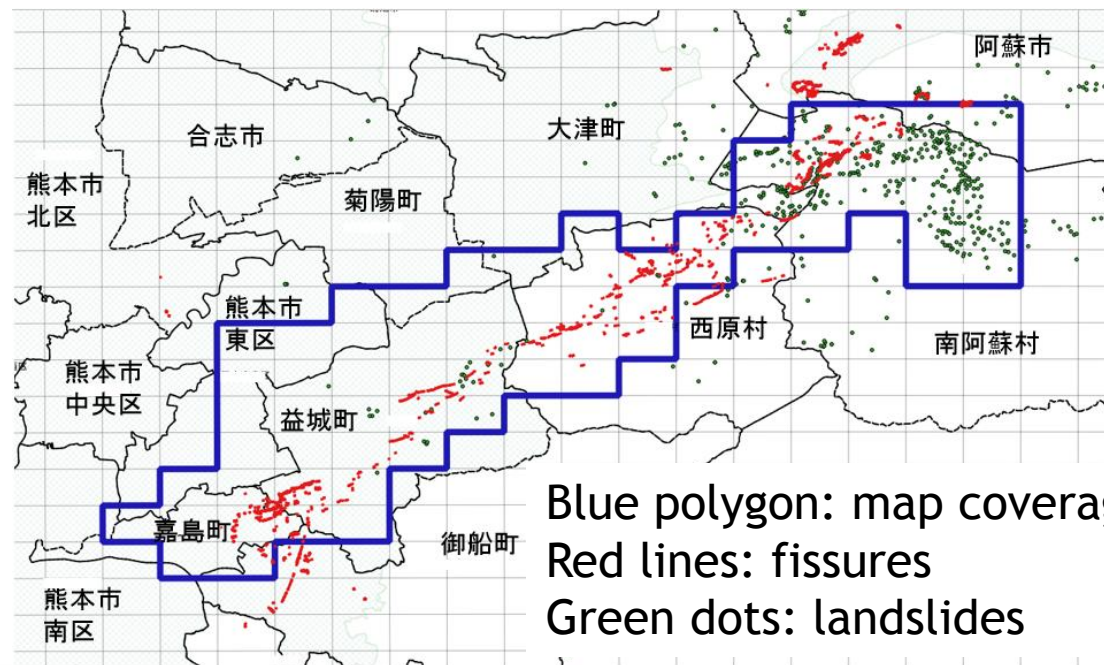 阿蘇市
大津町
合志市
熊本市
北区
菊陽町
熊本市
東区
西原村
南阿蘇村
熊本市
中央区
益城町
嘉島町
御船町
熊本市
南区
Blue polygon: map coverag
Red lines: fissures
Green dots: landslides